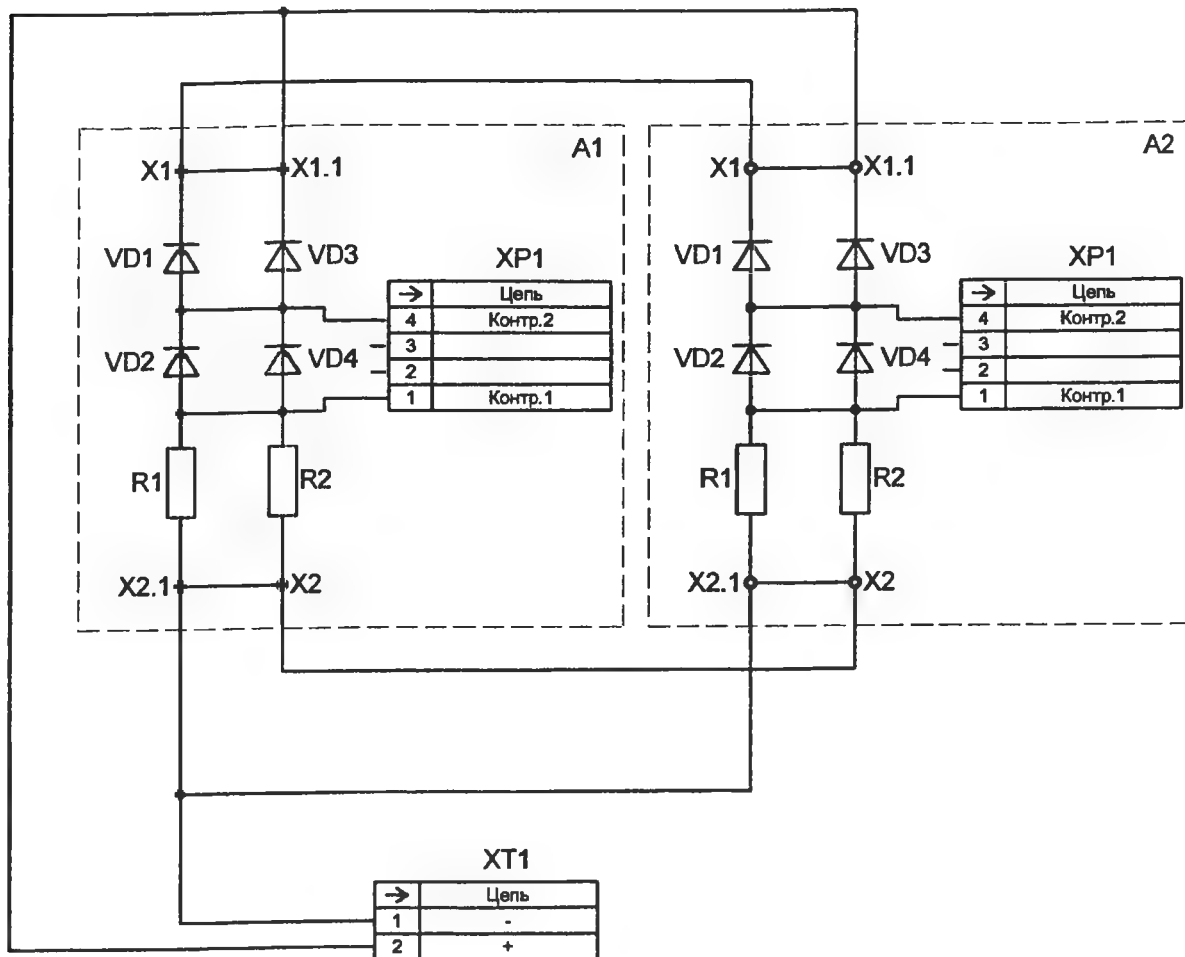 A1
A2
X1
X1.1
X1
X1.1
VD1
VD3
VD1
VD3
XP1
→ Цепь
4 Контр.2
3
2
1 Контр.1
XP1
→ Цепь
4 Контр.2
3
2
1 Контр.1
VD2
VD4
VD2
VD4
R1
R2
R1
R2
X2.1
X2
X2.1
X2
XT1
→ Цепь
1 -
2 +